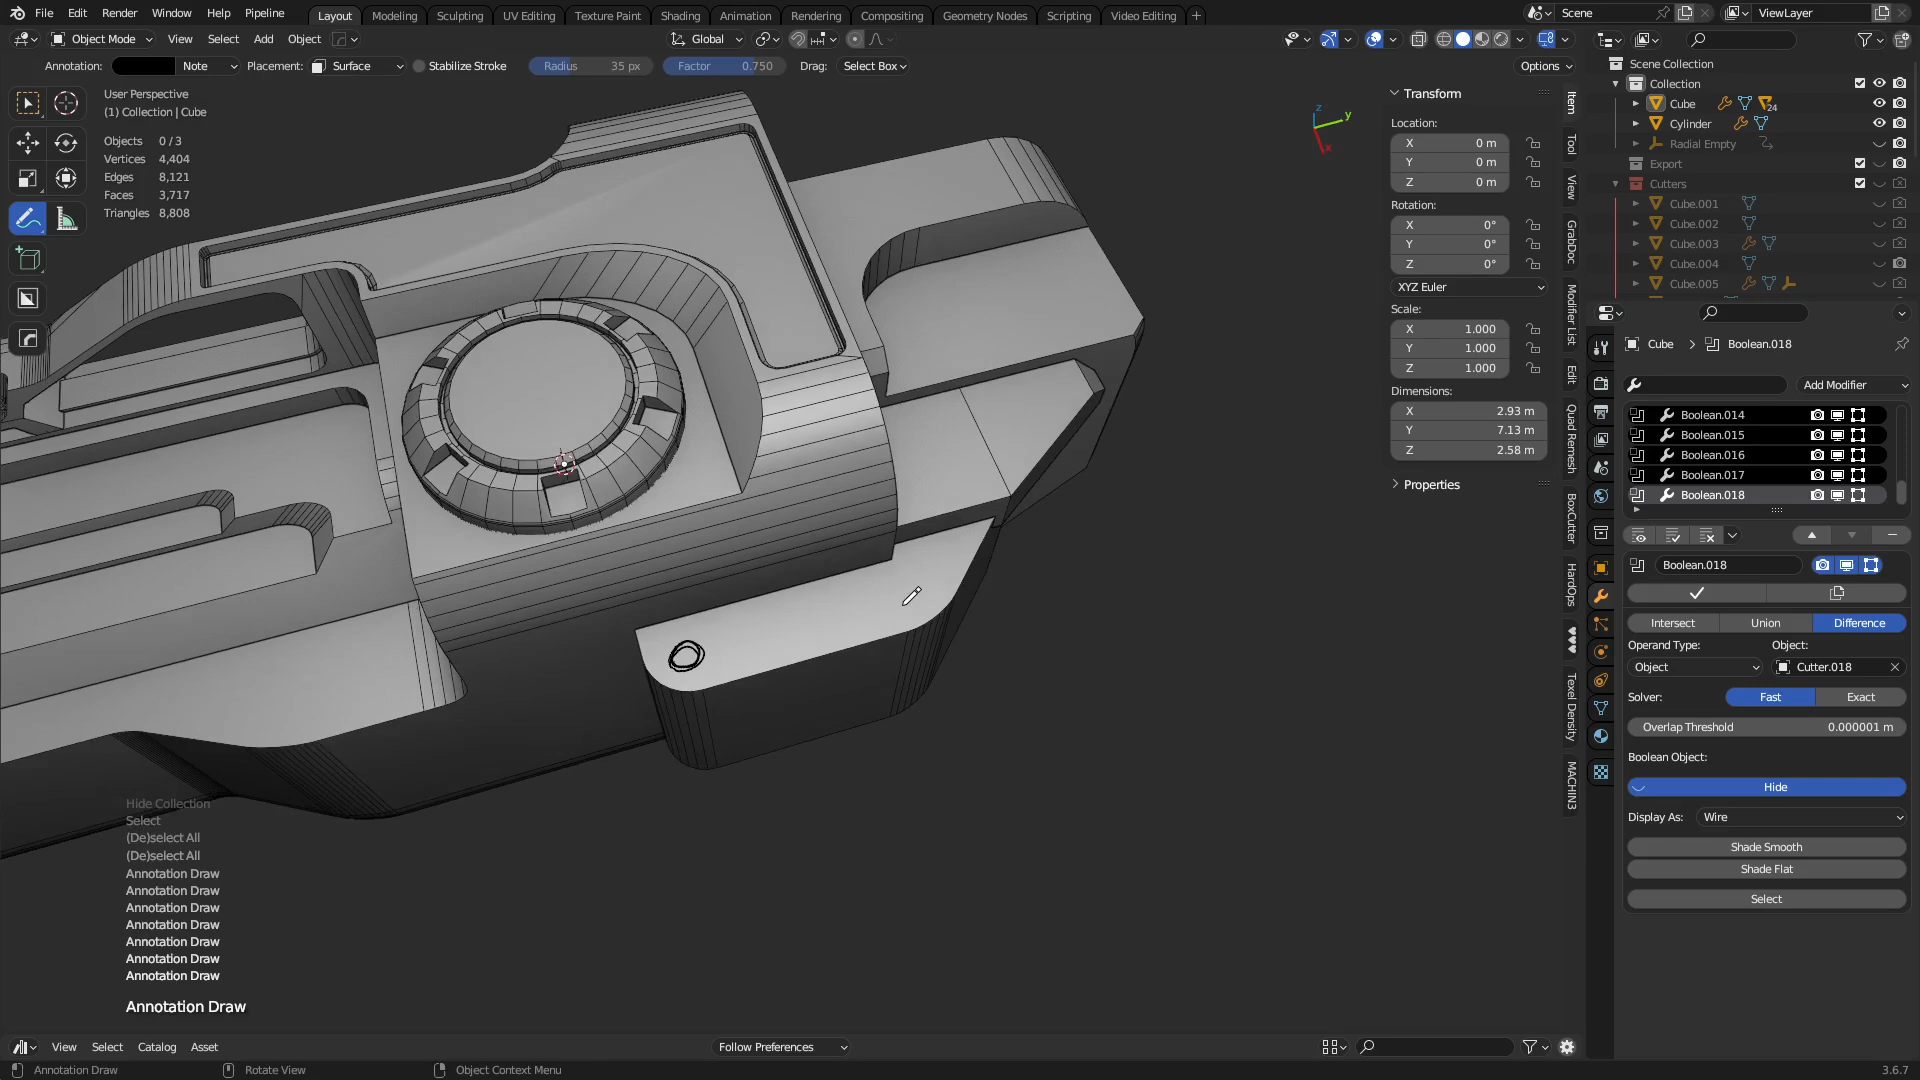 File Edit Render Window Help Pipeline Layout Modeling Sculpting UV Editing Texture Paint Shading Animation Rendering Compositing Geometry Nodes Scripting Video Editing + Scene ViewLayer
Object Mode View Select Add Object Global
Annotation: Note Placement: Surface Stabilize Stroke Radius 35 px Factor 0.750 Drag: Select Box Options
User Perspective
(1) Collection | Cube
Objects 0 / 3
Vertices 4,404
Edges 8,121
Faces 3,717
Triangles 8,808
Z
Y
X
Transform
Location:
X 0 m
Y 0 m
Z 0 m
Rotation:
X 0°
Y 0°
Z 0°
XYZ Euler
Scale:
X 1.000
Y 1.000
Z 1.000
Dimensions:
X 2.93 m
Y 7.13 m
Z 2.58 m
Properties
Item
Tool
View
GrabDoc
Modifier List
Edit
Quad Remesh
BoxCutter
HardOps
Texel Density
MACHIN3
Scene Collection
Collection
Cube 24
Cylinder
Radial Empty
Export
Cutters
Cube.001
Cube.002
Cube.003
Cube.004
Cube.005
Cube > Boolean.018
Add Modifier
Boolean.014
Boolean.015
Boolean.016
Boolean.017
Boolean.018
Boolean.018
Intersect Union Difference
Operand Type: Object:
Object Cutter.018
Solver: Fast Exact
Overlap Threshold 0.000001 m
Boolean Object:
Hide
Display As: Wire
Shade Smooth
Shade Flat
Select
Hide Collection
Select
(De)select All
(De)select All
Annotation Draw
Annotation Draw
Annotation Draw
Annotation Draw
Annotation Draw
Annotation Draw
Annotation Draw
Annotation Draw
View Select Catalog Asset Follow Preferences
Annotation Draw Rotate View Object Context Menu 3.6.7